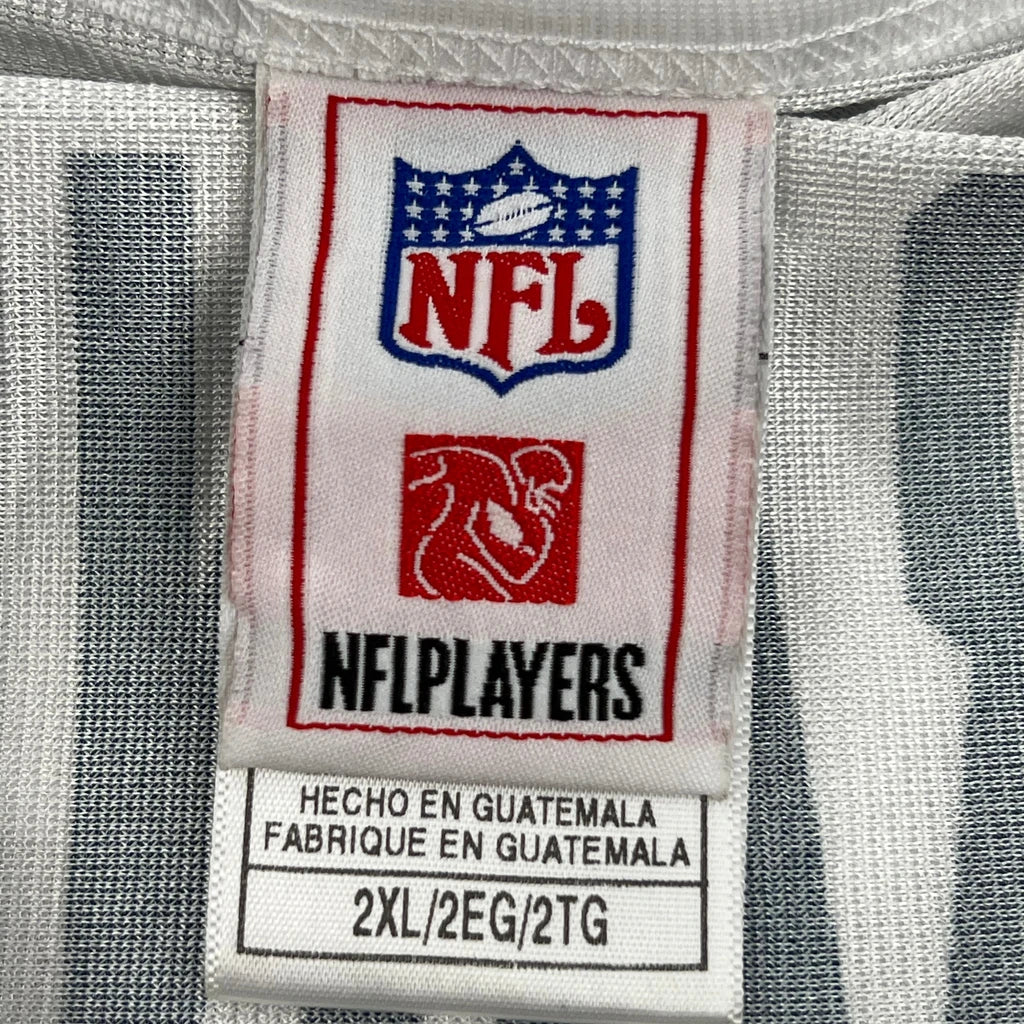 NFL
NFLPLAYERS
HECHO EN GUATEMALA
FABRIQUE EN GUATEMALA
2XL/2EG/2TG